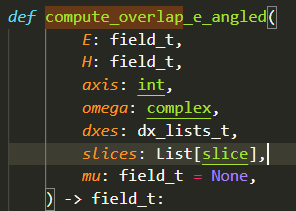 def compute_overlap_e_angled(
E: field_t,
H: field_t,
axis: int,
omega: complex,
dxes: dx_lists_t,
slices: List[slice],
mu: field_t = None,
) -> field_t: